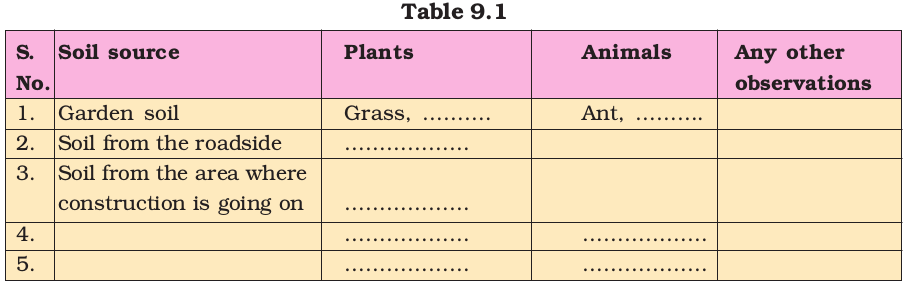 Table 9.1
S. No. Soil source Plants Animals Any other observations
1. Garden soil Grass, .......... Ant, ..........
2. Soil from the roadside ..................
3. Soil from the area where
construction is going on ..................
4. .................. ..................
5. .................. ..................